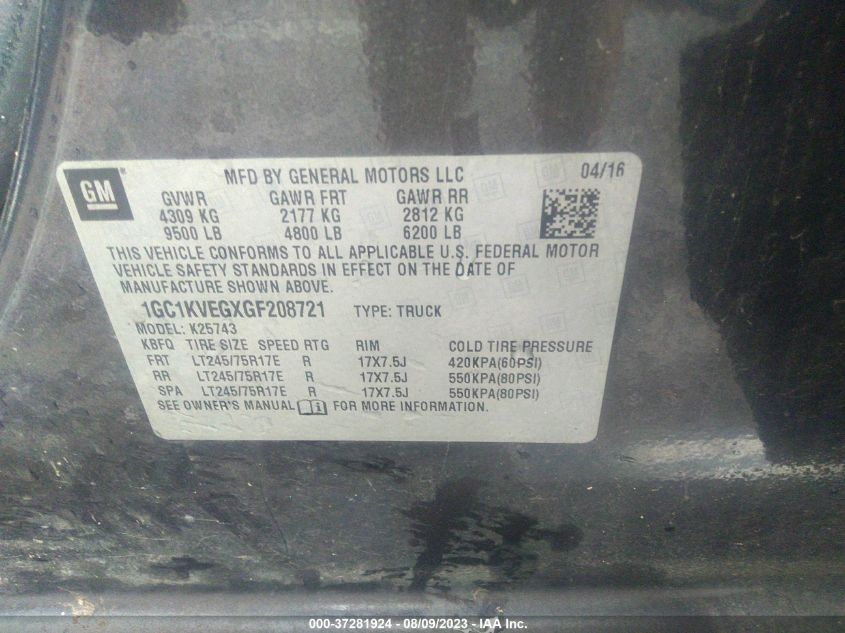 GM
MFD BY GENERAL MOTORS LLC 04/16
GVWR GAWR FRT GAWR RR
4309 KG 2177 KG 2812 KG
9500 LB 4800 LB 6200 LB
THIS VEHICLE CONFORMS TO ALL APPLICABLE U.S. FEDERAL MOTOR
VEHICLE SAFETY STANDARDS IN EFFECT ON THE DATE OF
MANUFACTURE SHOWN ABOVE.
1GC1KVEGXGF208721 TYPE: TRUCK
MODEL: K25743
KBFQ TIRE SIZE SPEED RTG RIM COLD TIRE PRESSURE
FRT LT245/75R17E R 17X7.5J 420KPA(60PSI)
RR LT245/75R17E R 17X7.5J 550KPA(80PSI)
SPA LT245/75R17E R 17X7.5J 550KPA(80PSI)
SEE OWNER'S MANUAL FOR MORE INFORMATION.
000-37281924 - 08/09/2023 - IAA Inc.